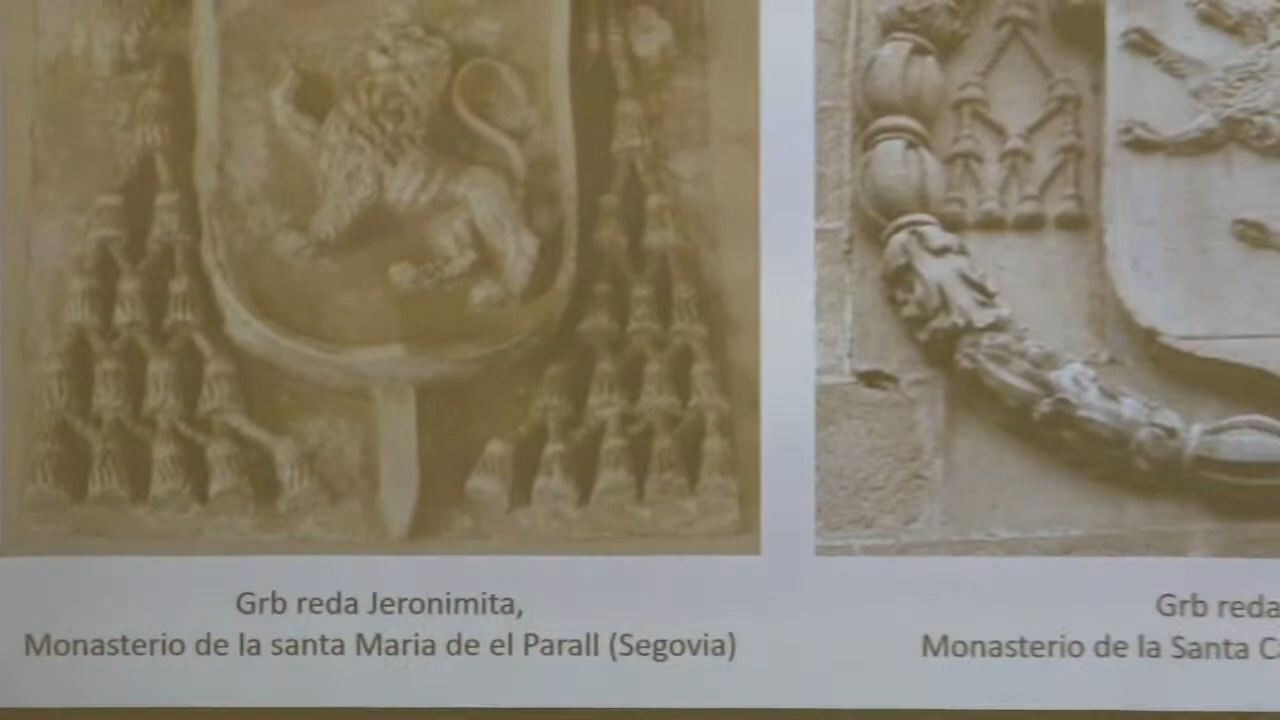 Grb reda Jeronimita,
Monasterio de la santa Maria de el Parall (Segovia)
Grb reda
Monasterio de la Santa